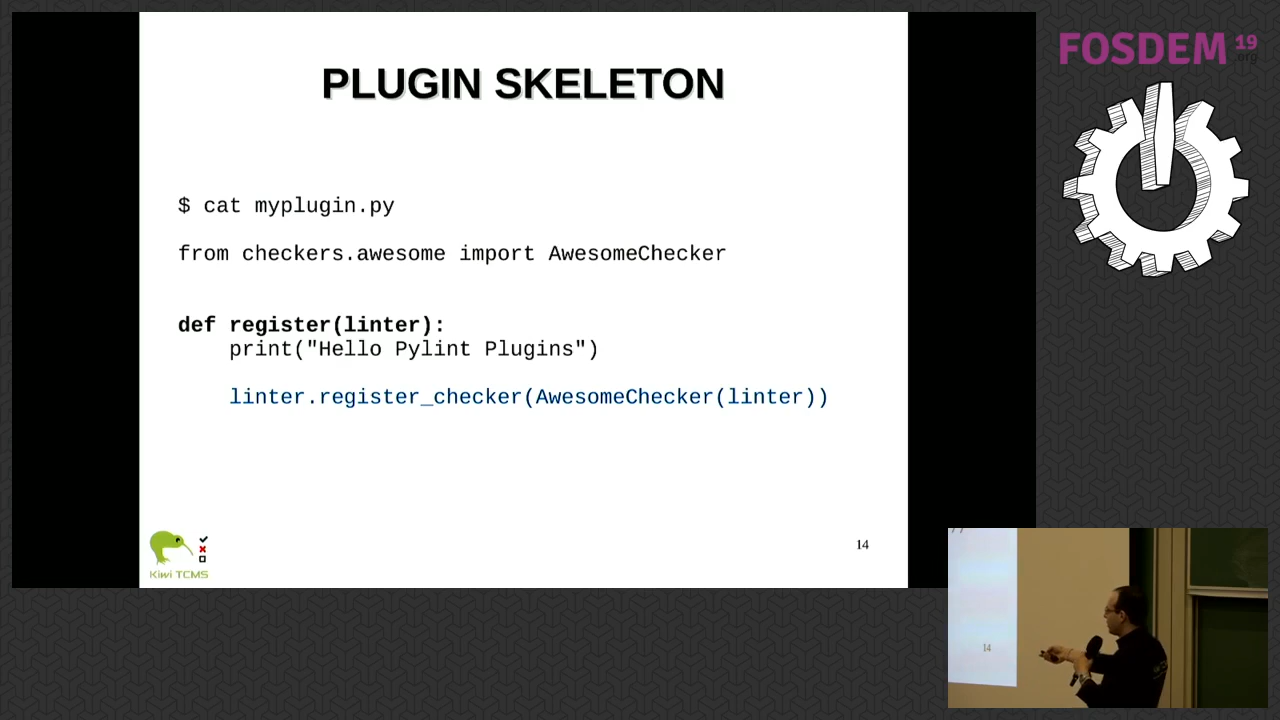 PLUGIN SKELETON
$ cat myplugin.py
from checkers.awesome import AwesomeChecker
def register(linter):
    print("Hello Pylint Plugins")
    linter.register_checker(AwesomeChecker(linter))
Kiwi TCMS
14
FOSDEM 19
.org
14